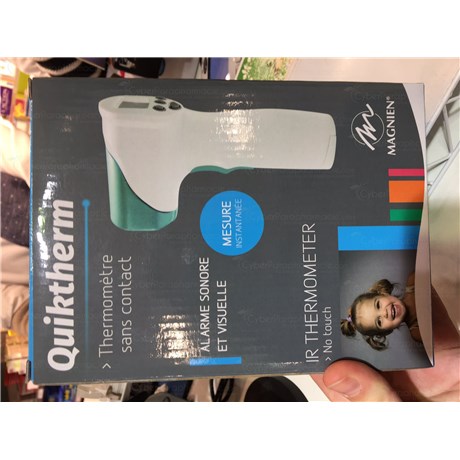 Quiktherm
> Thermomètre
sans contact
ALARME SONORE
ET VISUELLE
MESURE
INSTANTANÉE
IR THERMOMETER
> No touch
MAGNIEN®